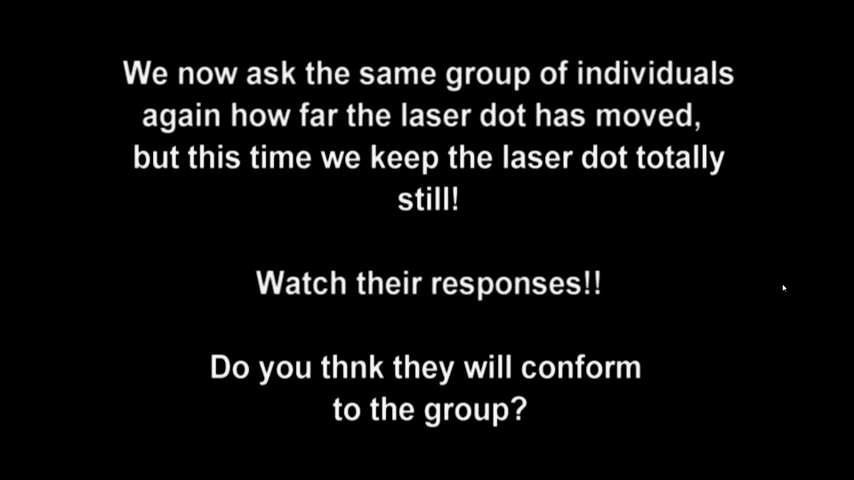 We now ask the same group of individuals
again how far the laser dot has moved,
but this time we keep the laser dot totally
still!
Watch their responses!!
Do you thnk they will conform
to the group?